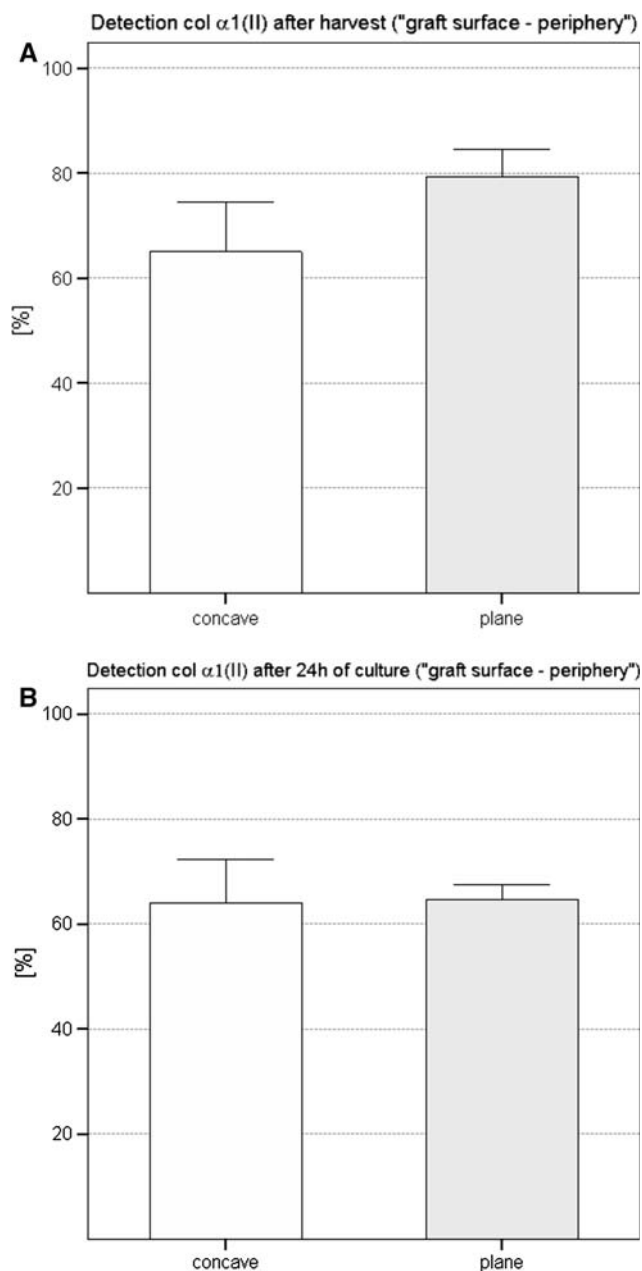 Detection col α1(II) after harvest ("graft surface - periphery")
A
100
80
60
40
20
[%]
concave plane
Detection col α1(II) after 24h of culture ("graft surface - periphery")
B
100
80
60
40
20
[%]
concave plane